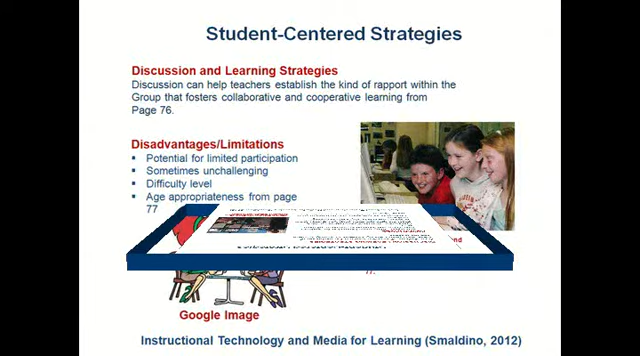 Student-Centered Strategies
Discussion and Learning Strategies
Discussion can help teachers establish the kind of rapport within the
Group that fosters collaborative and cooperative learning from
Page 76.
Disadvantages/Limitations
▪ Potential for limited participation
▪ Sometimes unchallenging
▪ Difficulty level
▪ Age appropriateness from page
77
77.
Google Image
Instructional Technology and Media for Learning (Smaldino, 2012)